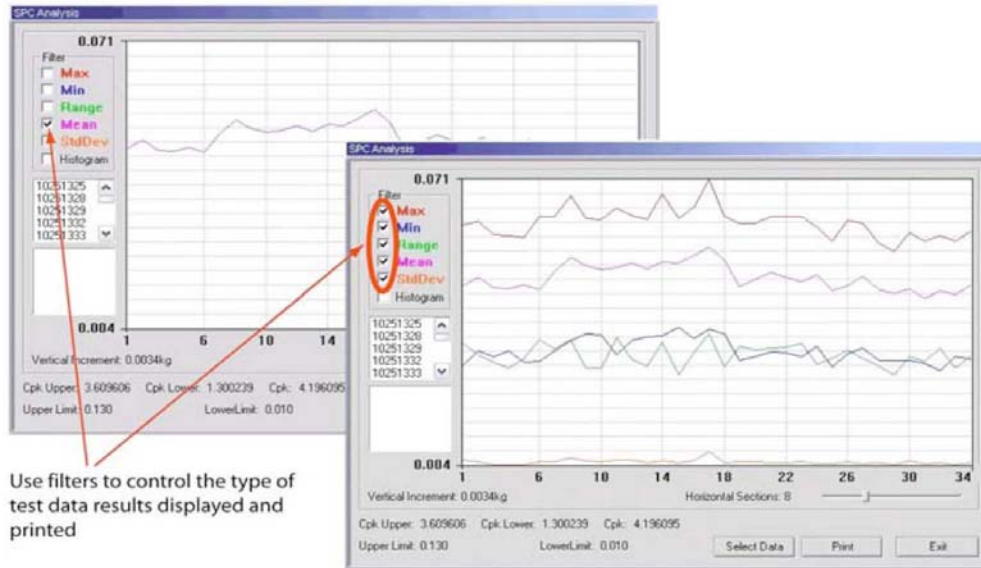 SPC Analysis
0.071
Filter
Max
Min
Range
Mean
StdDev
Histogram
10251325
10251328
10251329
10251332
10251333
0.004
1 6 10 14
Vertical Increment: 0.0034kg
Cpk Upper: 3.609606 Cpk Lower: 1.300239 Cpk: 4.196095
Upper Limit: 0.130 LowerLimit: 0.010
SPC Analysis
0.071
Filter
Max
Min
Range
Mean
StdDev
Histogram
10251325
10251328
10251329
10251332
10251333
0.004
1 6 10 14 18 22 26 30 34
Vertical Increment: 0.0034kg Horizontal Sections: 8
Cpk Upper: 3.609606 Cpk Lower: 1.300239 Cpk: 4.196095
Upper Limit: 0.130 LowerLimit: 0.010 Select Data Print Exit
Use filters to control the type of
test data results displayed and
printed